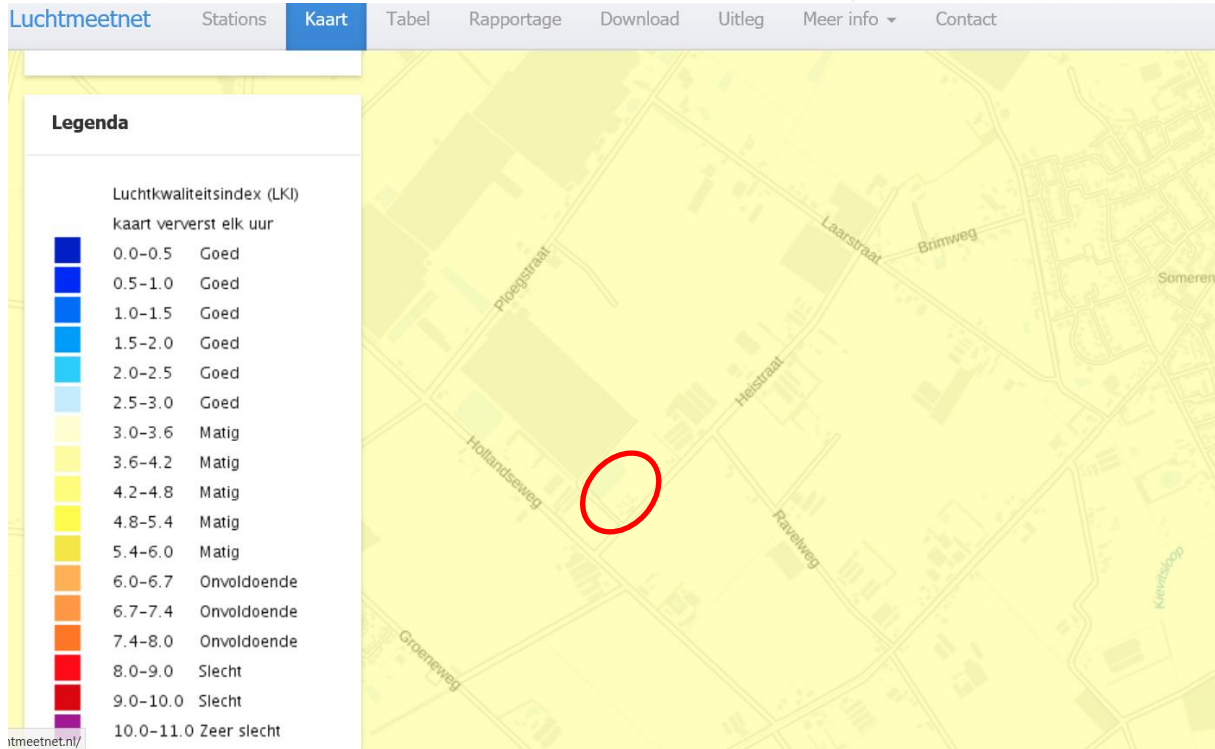 Luchtmeetnet Stations Kaart Tabel Rapportage Download Uitleg Meer info Contact
Legenda
Luchtkwaliteitsindex (LKI)
kaart ververst elk uur
0.0-0.5 Goed
0.5-1.0 Goed
1.0-1.5 Goed
1.5-2.0 Goed
2.0-2.5 Goed
2.5-3.0 Goed
3.0-3.6 Matig
3.6-4.2 Matig
4.2-4.8 Matig
4.8-5.4 Matig
5.4-6.0 Matig
6.0-6.7 Onvoldoende
6.7-7.4 Onvoldoende
7.4-8.0 Onvoldoende
8.0-9.0 Slecht
9.0-10.0 Slecht
10.0-11.0 Zeer slecht
htmeetnet.nl/
Laarstraat
Brimweg
Someren
Ploegstraat
Heistraat
Hollandseweg
Ravelweg
Kievitsloop
Groeneweg